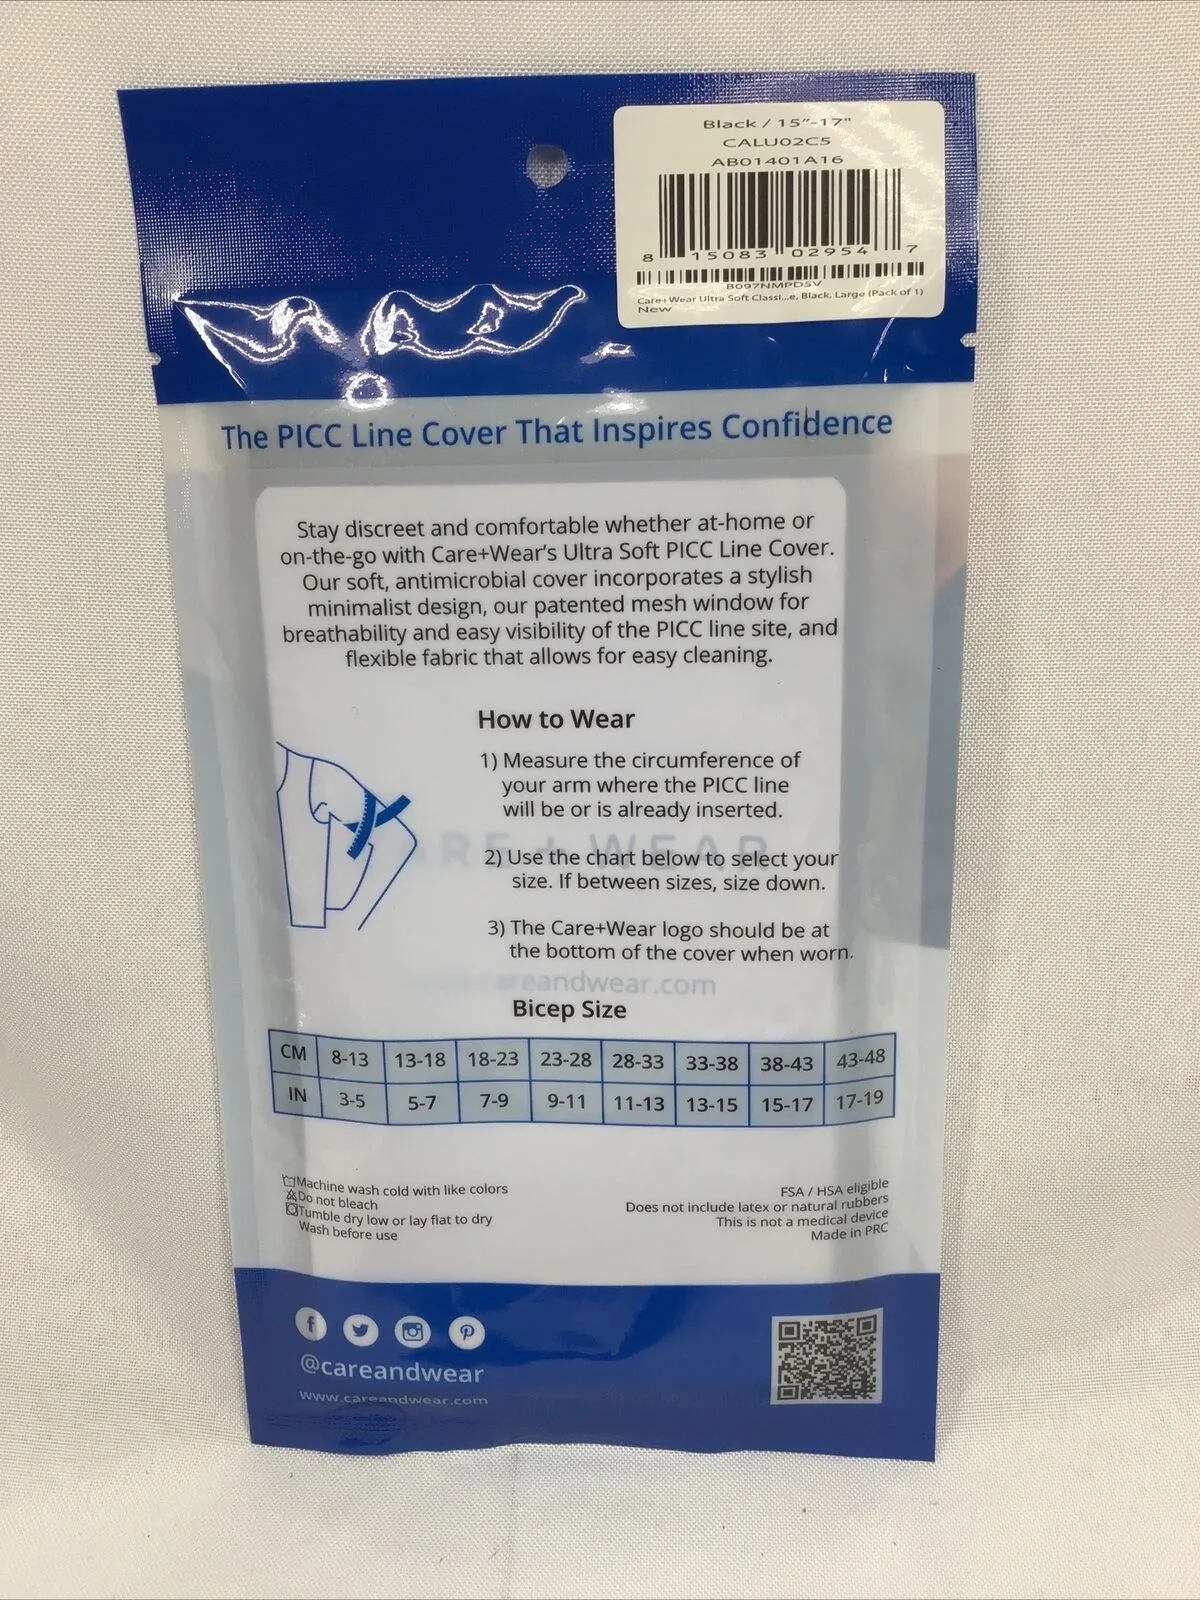 Black / 15"-17"
CALU02C5
AB01401A16
8 15083 02954 7
B097NMPDSV
Care+Wear Ultra Soft Classi...e, Black, Large (Pack of 1)
New
The PICC Line Cover That Inspires Confidence
Stay discreet and comfortable whether at-home or
on-the-go with Care+Wear's Ultra Soft PICC Line Cover.
Our soft, antimicrobial cover incorporates a stylish
minimalist design, our patented mesh window for
breathability and easy visibility of the PICC line site, and
flexible fabric that allows for easy cleaning.
How to Wear
1) Measure the circumference of
your arm where the PICC line
will be or is already inserted.
ARE + WEAR
2) Use the chart below to select your
size. If between sizes, size down.
3) The Care+Wear logo should be at
the bottom of the cover when worn.
careandwear.com
Bicep Size
CM 8-13 13-18 18-23 23-28 28-33 33-38 38-43 43-48
IN 3-5 5-7 7-9 9-11 11-13 13-15 15-17 17-19
Machine wash cold with like colors
Do not bleach
Tumble dry low or lay flat to dry
Wash before use
FSA / HSA eligible
Does not include latex or natural rubbers
This is not a medical device
Made in PRC
@careandwear
www.careandwear.com